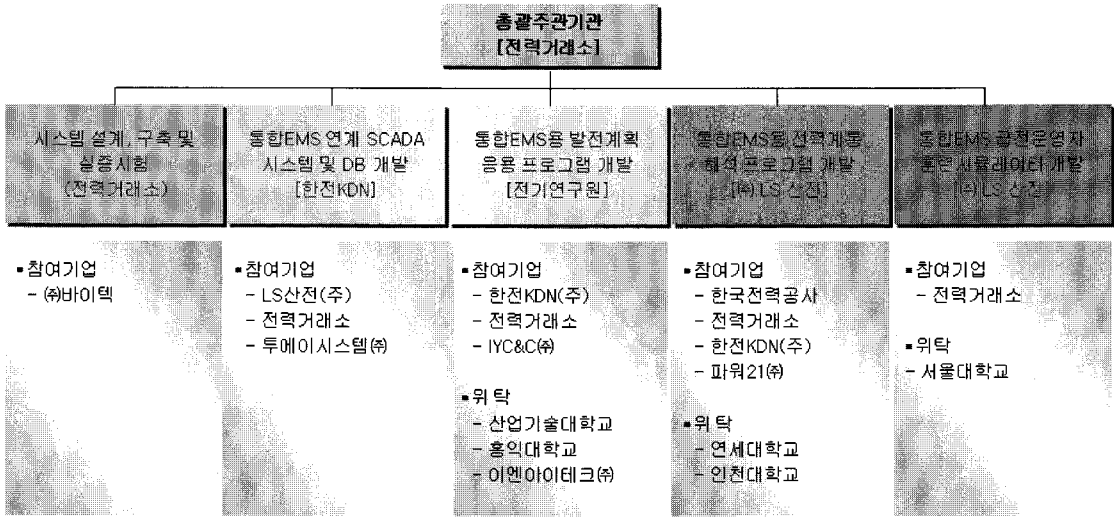 총괄주관기관
[전력거래소]
시스템 설계, 구축 및
실증시험
(전력거래소)
통합EMS 연계 SCADA
시스템 및 DB 개발
[한전KDN]
통합EMS용 발전계획
응용 프로그램 개발
[전기연구원]
통합EMS용 전력계통
해석 프로그램 개발
[㈜LS 산전]
통합EMS 급전운영자
훈련 시뮬레이터 개발
㈜LS 산전
▪참여기업
- ㈜바이텍
▪참여기업
- LS산전(주)
- 전력거래소
- 투에이시스템㈜
▪참여기업
- 한전KDN(주)
- 전력거래소
- IYC&C㈜
▪위탁
- 산업기술대학교
- 홍익대학교
- 이엔아이테크㈜
▪참여기업
- 한국전력공사
- 전력거래소
- 한전KDN(주)
- 파워21㈜
▪위탁
- 연세대학교
- 인천대학교
▪참여기업
- 전력거래소
▪위탁
- 서울대학교